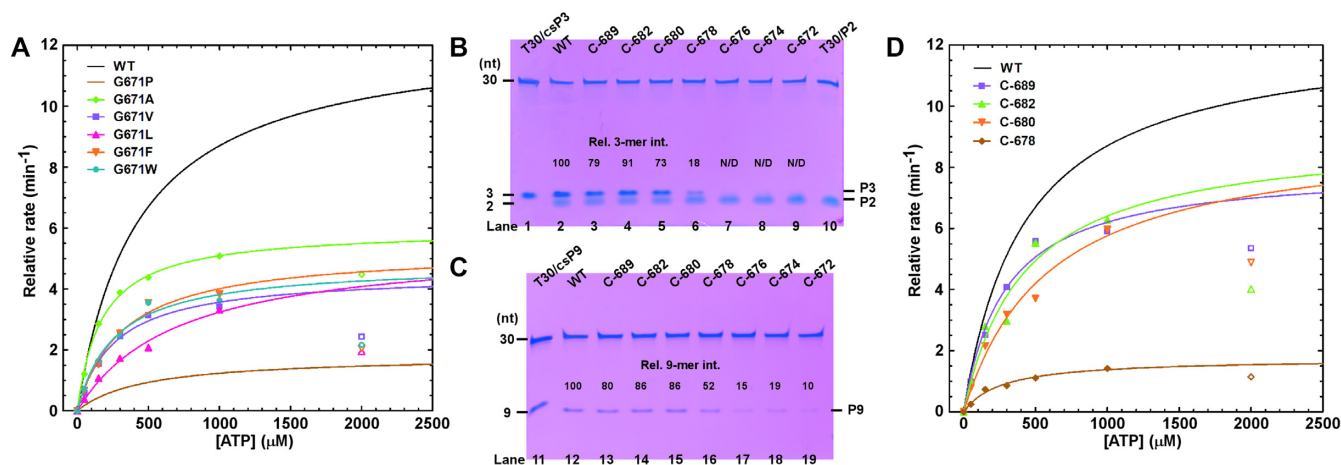 A
Relative rate (min⁻¹)
12
10
8
6
4
2
0
WT
G671P
G671A
G671V
G671L
G671F
G671W
0 500 1000 1500 2000 2500
[ATP] (μM)
B
T30/csP3 WT C-689 C-682 C-680 C-678 C-676 C-674 C-672 T30/P2
(nt)
30
Rel. 3-mer int.
100 79 91 73 18 N/D N/D N/D
3
2
P3
P2
Lane 1 2 3 4 5 6 7 8 9 10
C
T30/csP9 WT C-689 C-682 C-680 C-678 C-676 C-674 C-672
(nt)
30
Rel. 9-mer int.
100 80 86 86 52 15 19 10
9
P9
Lane 11 12 13 14 15 16 17 18 19
D
Relative rate (min⁻¹)
12
10
8
6
4
2
0
WT
C-689
C-682
C-680
C-678
0 500 1000 1500 2000 2500
[ATP] (μM)